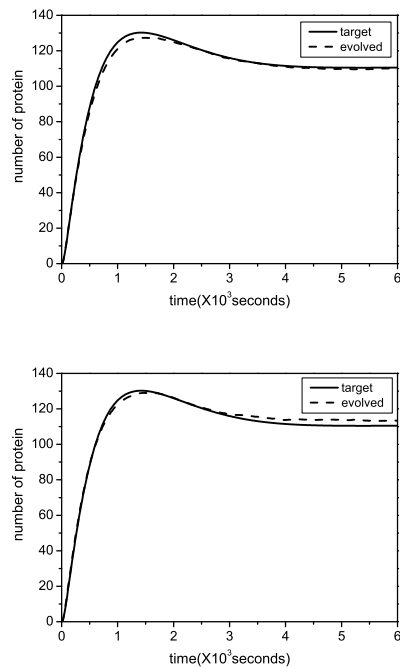 140
120
100
80
60
40
20
0
number of protein
target
evolved
0 1 2 3 4 5 6
time(X10³seconds)
140
120
100
80
60
40
20
0
number of protein
target
evolved
0 1 2 3 4 5 6
time(X10³seconds)